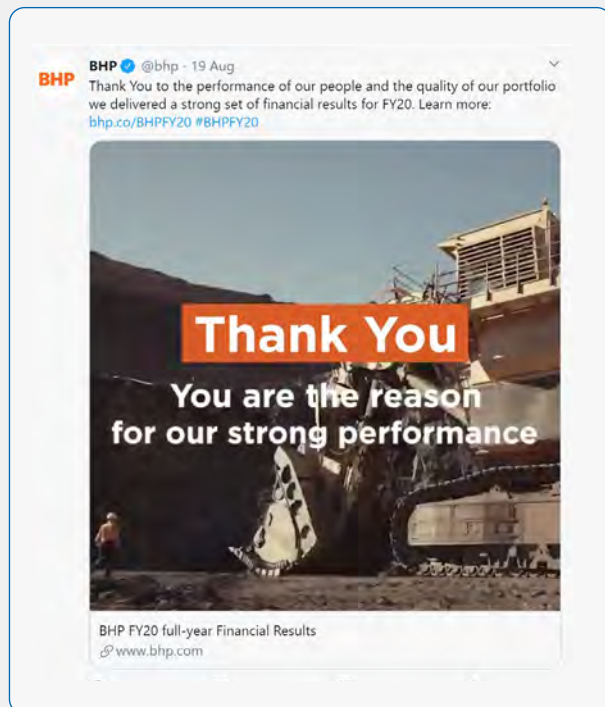 BHP
BHP @bhp · 19 Aug
Thank You to the performance of our people and the quality of our portfolio
we delivered a strong set of financial results for FY20. Learn more:
bhp.co/BHPFY20 #BHPFY20
Thank You
You are the reason
for our strong performance
BHP FY20 full-year Financial Results
www.bhp.com